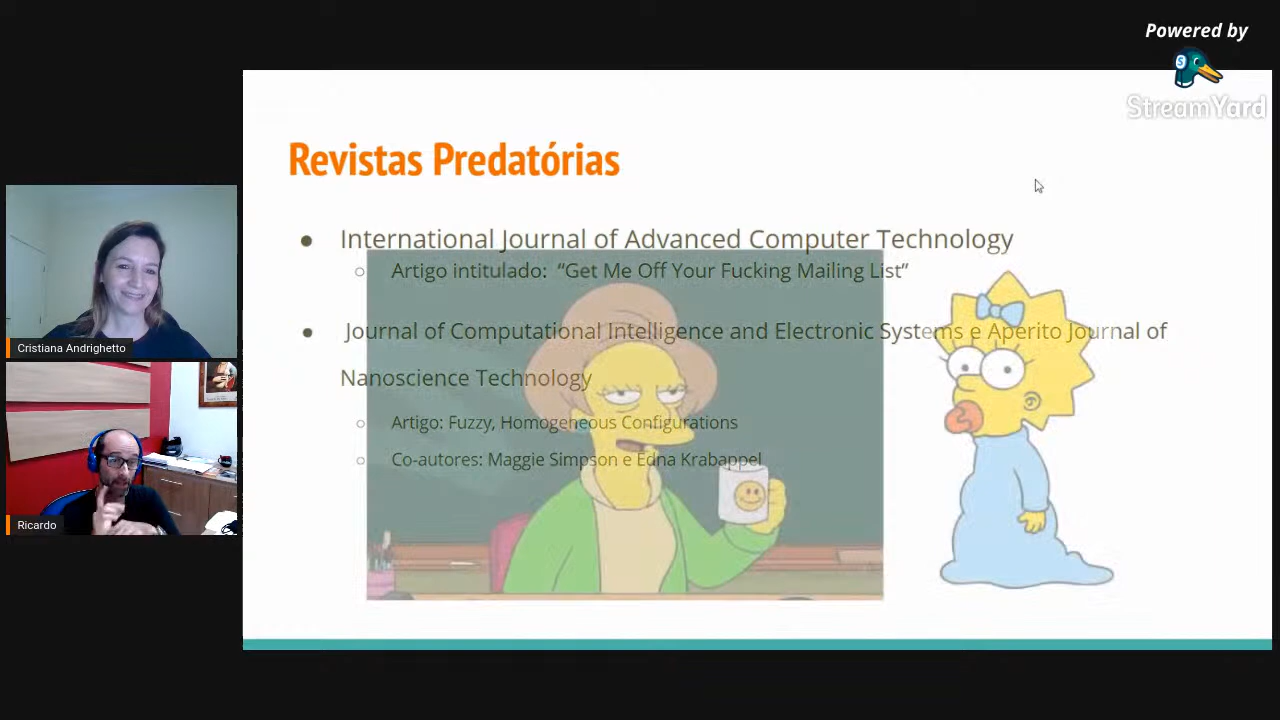 Powered by
StreamYard
Revistas Predatórias
● International Journal of Advanced Computer Technology
○ Artigo intitulado: “Get Me Off Your Fucking Mailing List”
● Journal of Computational Intelligence and Electronic Systems e Aperito Journal of
Nanoscience Technology
○ Artigo: Fuzzy, Homogeneous Configurations
○ Co-autores: Maggie Simpson e Edna Krabappel
Cristiana Andrighetto
Ricardo